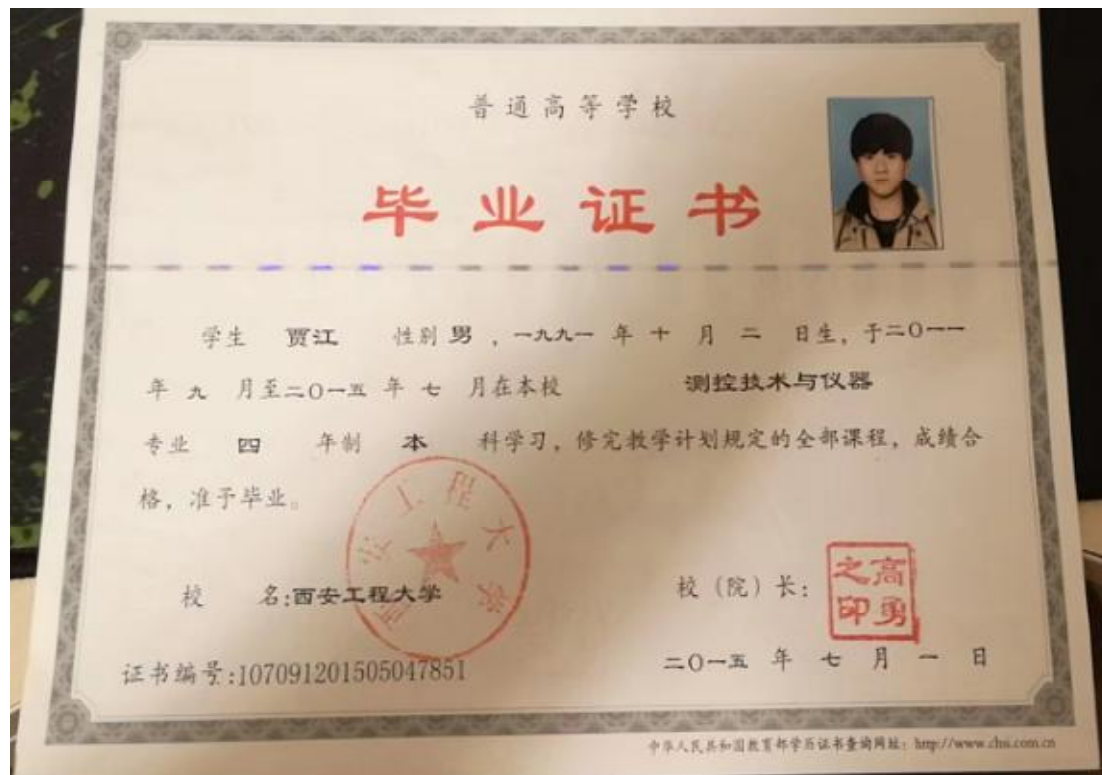 普通高等学校
毕业证书
学生 贾江 性别 男 ，一九九一 年 十 月 二 日生，于二〇一一
年 九 月至二〇一五 年 七 月在本校 测控技术与仪器
专业 四 年制 本 科学习，修完教学计划规定的全部课程，成绩合
格，准予毕业。
西安工程大学
校 名:西安工程大学
校（院）长：
高勇之印
证书编号:107091201505047851
二〇一五 年 七 月 一 日
中华人民共和国教育部学历证书查询网址：http://www.chsi.com.cn